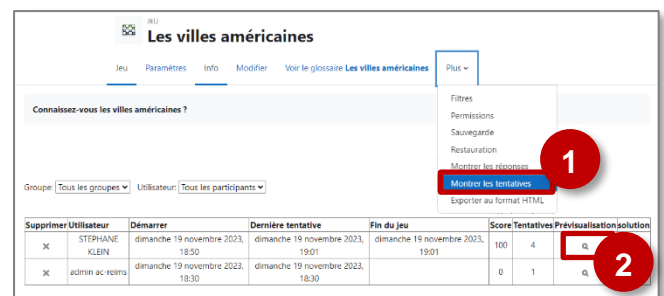 JEU
Les villes américaines
Jeu Paramètres Info Modifier Voir le glossaire Les villes américaines Plus
Connaissez-vous les villes américaines ?
Filtres
Permissions
Sauvegarde
Restauration
Montrer les réponses
Montrer les tentatives
Exporter au format HTML
1
Groupe: Tous les groupes Utilisateur: Tous les participants
Supprimer Utilisateur Démarrer Dernière tentative Fin du jeu Score Tentatives Prévisualisation solution
STEPHANE KLEIN dimanche 19 novembre 2023, 18:50 dimanche 19 novembre 2023, 19:01 dimanche 19 novembre 2023, 19:01 100 4
admin ac-reims dimanche 19 novembre 2023, 18:30 dimanche 19 novembre 2023, 18:30 0 1
2